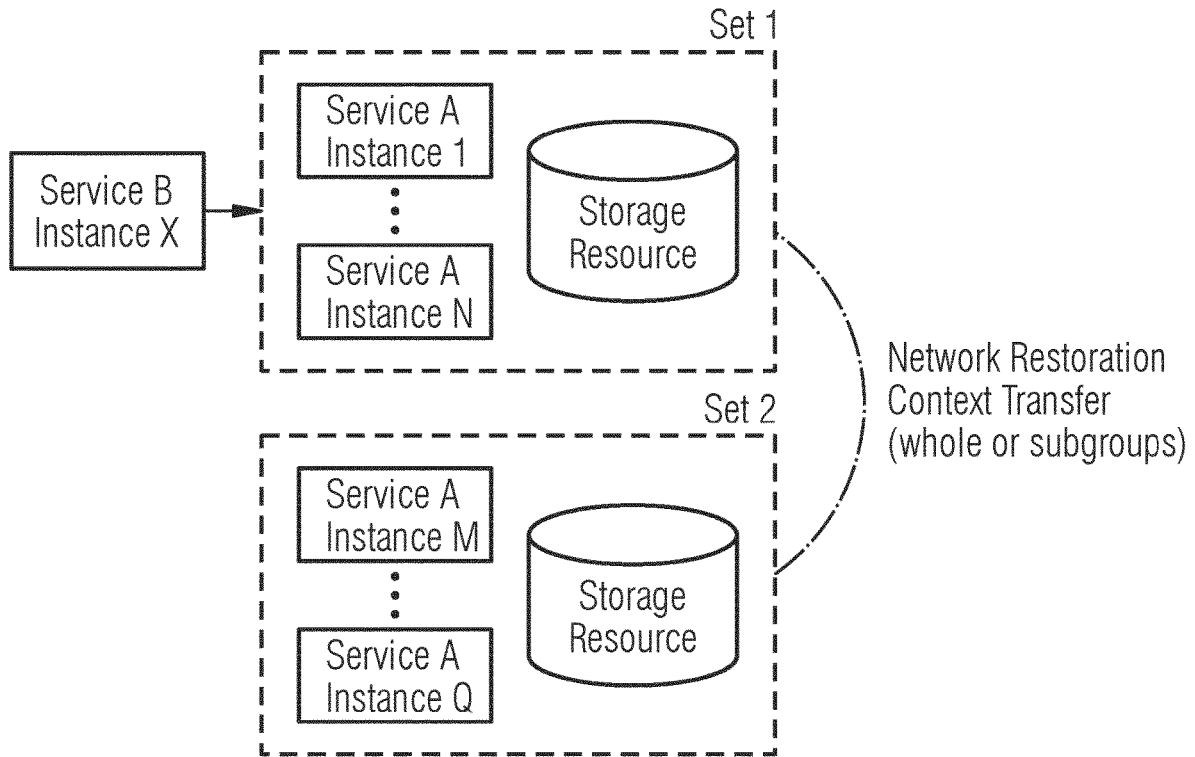 Set 1
Service A
Instance 1
Service B
Instance X
Storage
Resource
Service A
Instance N
Network Restoration
Context Transfer
(whole or subgroups)
Set 2
Service A
Instance M
Storage
Resource
Service A
Instance Q